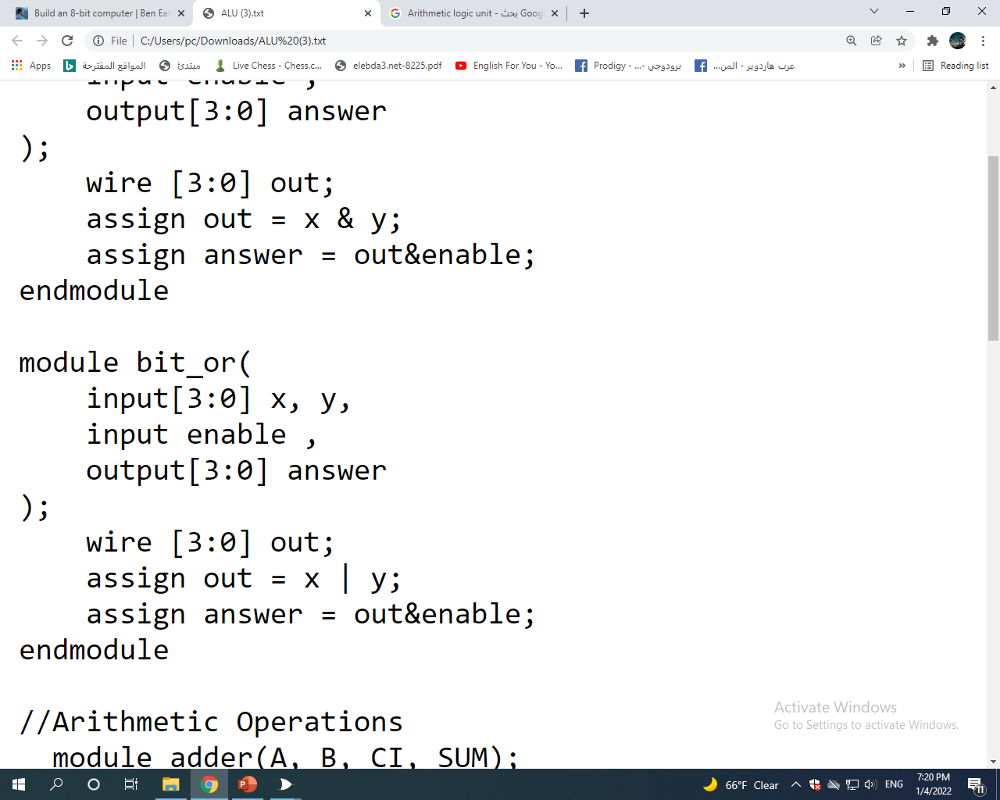 Build an 8-bit computer | Ben Eat
ALU (3).txt
Arithmetic logic unit - بحث Goog
File
C:/Users/pc/Downloads/ALU%20(3).txt
Apps
المواقع المقترحة
مبتدئ
Live Chess - Chess.c...
elebda3.net-8225.pdf
English For You - Yo...
Prodigy - ...- برودوجي
عرب هاردوير - المن...
»
Reading list
input enable ,
output[3:0] answer
);
wire [3:0] out;
assign out = x & y;
assign answer = out&enable;
endmodule
module bit_or(
input[3:0] x, y,
input enable ,
output[3:0] answer
);
wire [3:0] out;
assign out = x | y;
assign answer = out&enable;
endmodule
//Arithmetic Operations
module adder(A, B, CI, SUM);
Activate Windows
Go to Settings to activate Windows.
66°F Clear
ENG
7:20 PM
1/4/2022
11